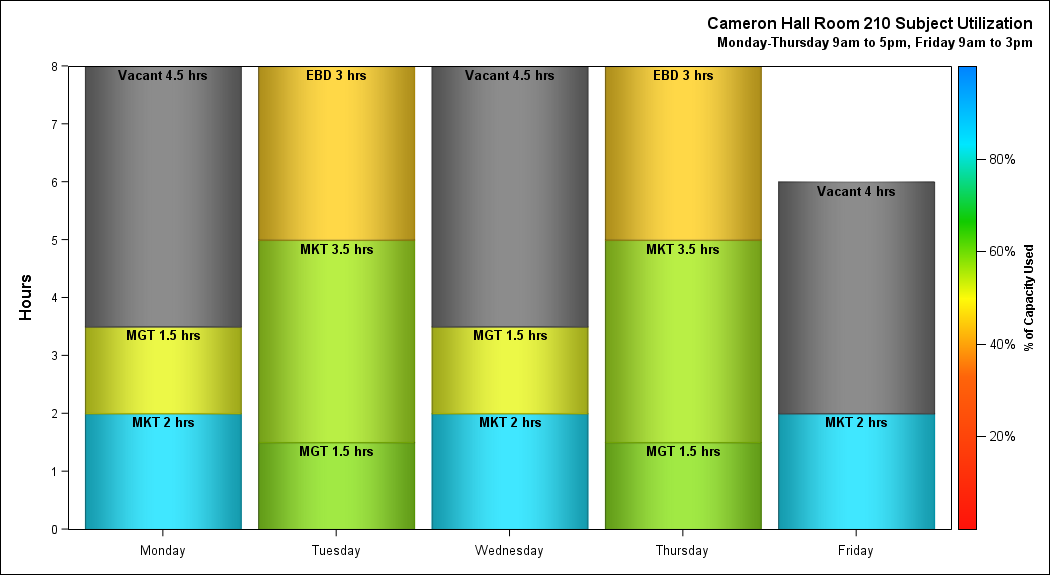 Cameron Hall Room 210 Subject Utilization
Monday-Thursday 9am to 5pm, Friday 9am to 3pm
Hours
8
7
6
5
4
3
2
1
0
Vacant 4.5 hrs
MGT 1.5 hrs
MKT 2 hrs
EBD 3 hrs
MKT 3.5 hrs
MGT 1.5 hrs
Vacant 4.5 hrs
MGT 1.5 hrs
MKT 2 hrs
EBD 3 hrs
MKT 3.5 hrs
MGT 1.5 hrs
Vacant 4 hrs
MKT 2 hrs
Monday
Tuesday
Wednesday
Thursday
Friday
80%
60%
40%
20%
% of Capacity Used